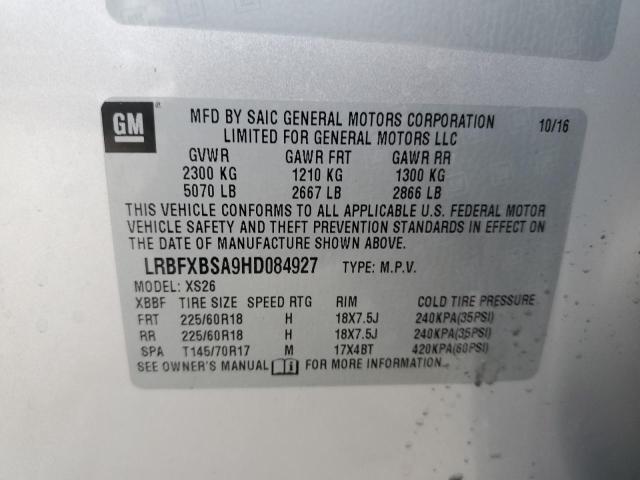 GM
MFD BY SAIC GENERAL MOTORS CORPORATION 10/16
LIMITED FOR GENERAL MOTORS LLC
GVWR GAWR FRT GAWR RR
2300 KG 1210 KG 1300 KG
5070 LB 2667 LB 2866 LB
THIS VEHICLE CONFORMS TO ALL APPLICABLE U.S. FEDERAL MOTOR
VEHICLE SAFETY AND THEFT PREVENTION STANDARDS IN EFFECT ON
THE DATE OF MANUFACTURE SHOWN ABOVE.
LRBFXBSA9HD084927 TYPE: M.P.V.
MODEL: XS26
XBBF TIRE SIZE SPEED RTG RIM COLD TIRE PRESSURE
FRT 225/60R18 H 18X7.5J 240KPA(35PSI)
RR 225/60R18 H 18X7.5J 240KPA(35PSI)
SPA T145/70R17 M 17X4BT 420KPA(60PSI)
SEE OWNER'S MANUAL FOR MORE INFORMATION.